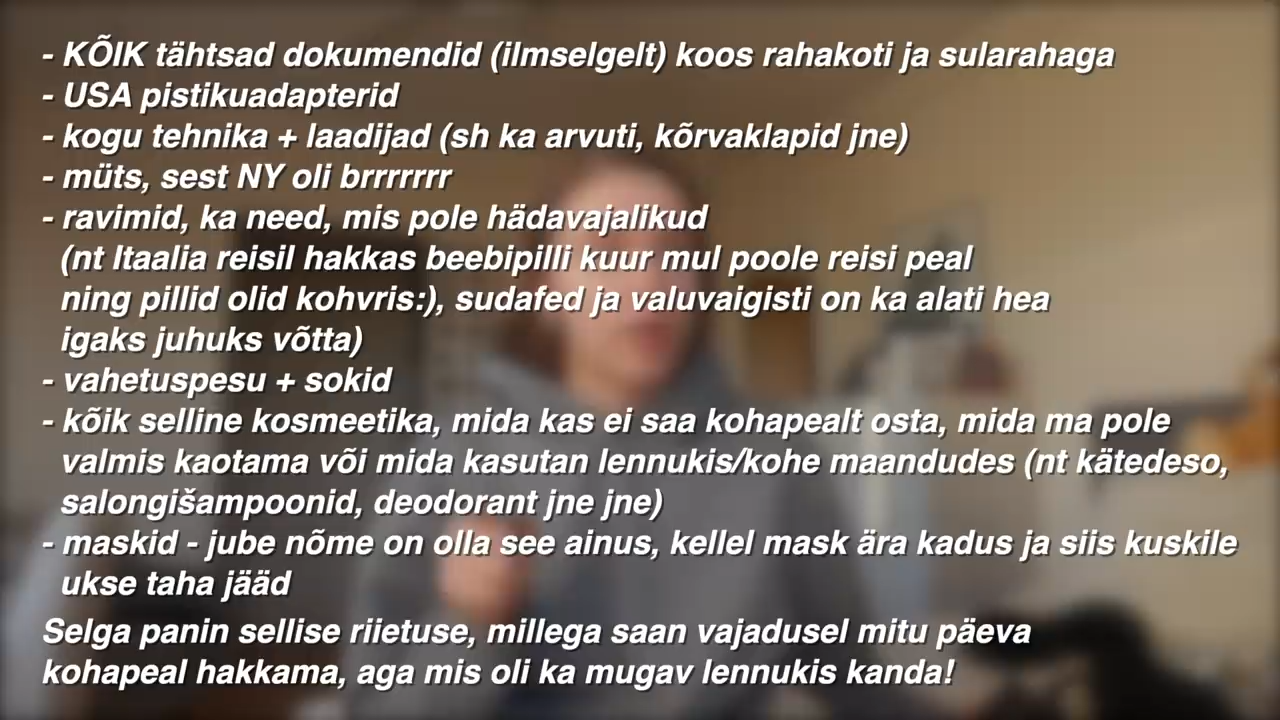 - KÕIK tähtsad dokumendid (ilmselgelt) koos rahakoti ja sularahaga
- USA pistikuadapterid
- kogu tehnika + laadijad (sh ka arvuti, kõrvaklapid jne)
- müts, sest NY oli brrrrrrr
- ravimid, ka need, mis pole hädavajalikud
(nt Itaalia reisil hakkas beebipilli kuur mul poole reisi peal
ning pillid olid kohvris:), sudafed ja valuvaigisti on ka alati hea
igaks juhuks võtta)
- vahetuspesu + sokid
- kõik selline kosmeetika, mida kas ei saa kohapealt osta, mida ma pole
valmis kaotama või mida kasutan lennukis/kohe maandudes (nt kätedeso,
salongišampoonid, deodorant jne jne)
- maskid - jube nõme on olla see ainus, kellel mask ära kadus ja siis kuskile
ukse taha jääd
Selga panin sellise riietuse, millega saan vajadusel mitu päeva
kohapeal hakkama, aga mis oli ka mugav lennukis kanda!